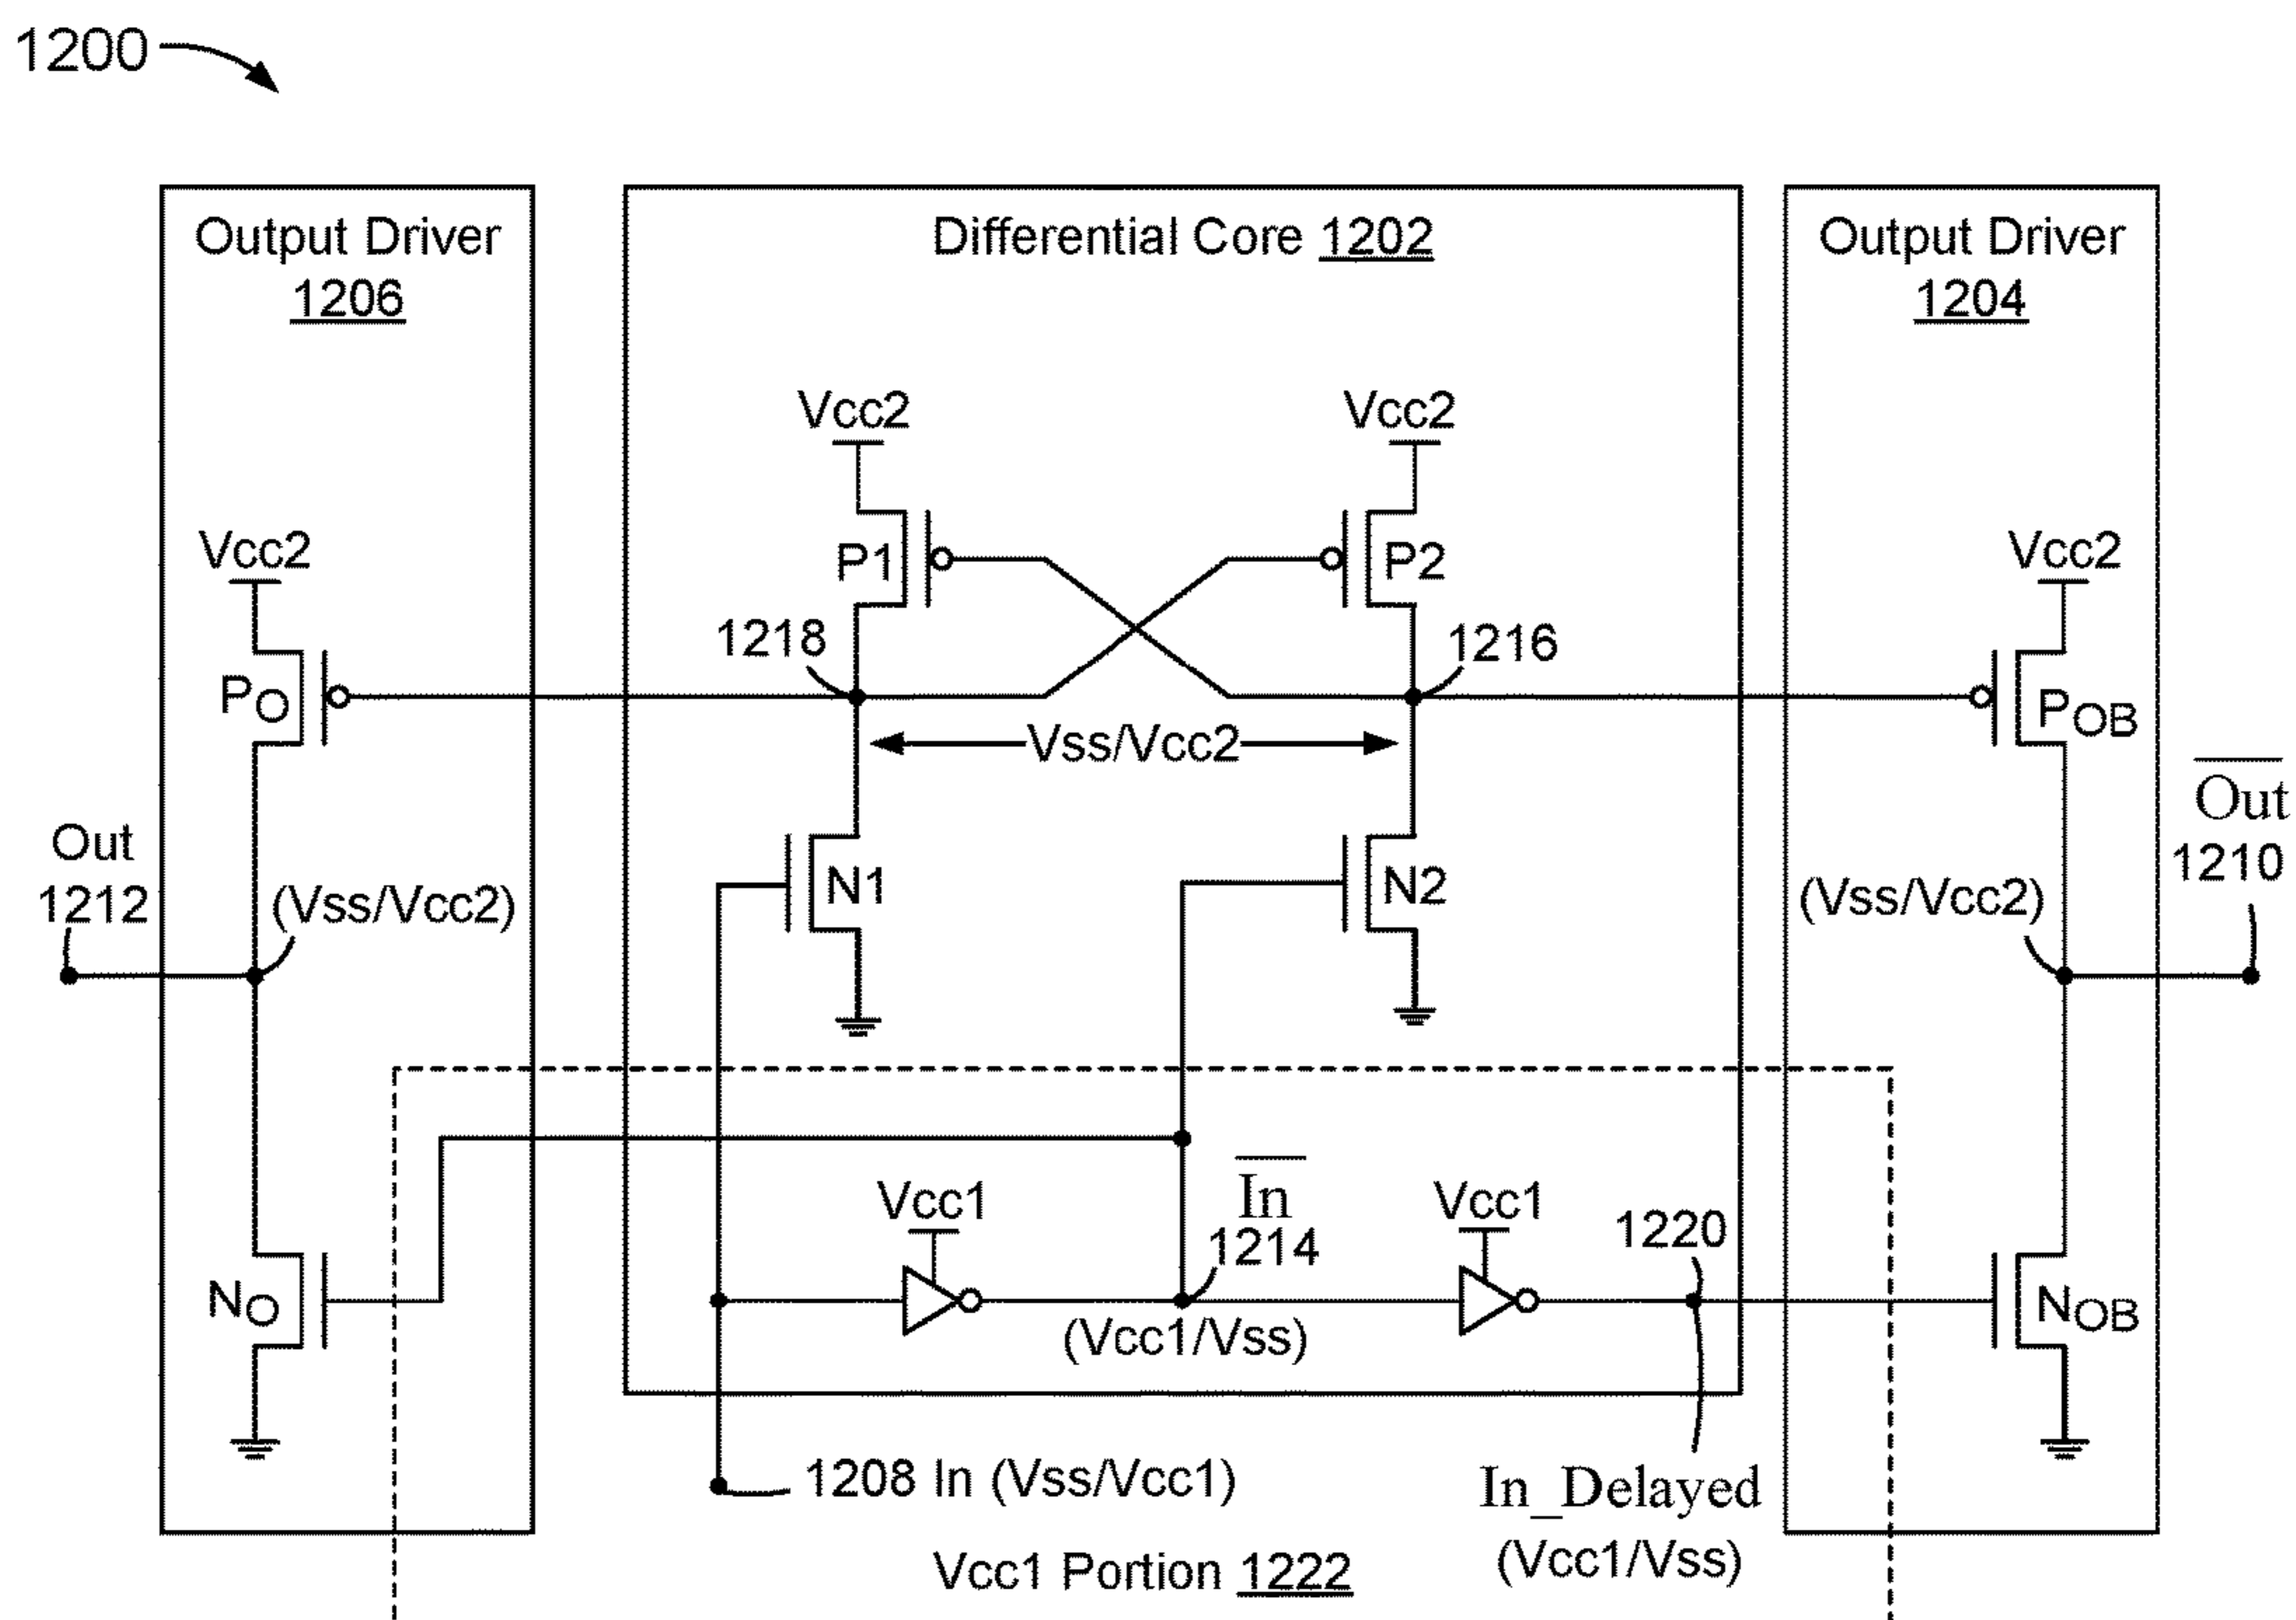 1200
Output Driver
1206
Differential Core 1202
Output Driver
1204
Vcc2
Vcc2
Vcc2
Vcc2
P1
P2
1218
1216
PO
POB
Vss/Vcc2
Out
1212
(Vss/Vcc2)
N1
N2
(Vss/Vcc2)
Out
1210
Vcc1
In
1214
Vcc1
1220
NO
(Vcc1/Vss)
NOB
1208 In (Vss/Vcc1)
In_Delayed
(Vcc1/Vss)
Vcc1 Portion 1222